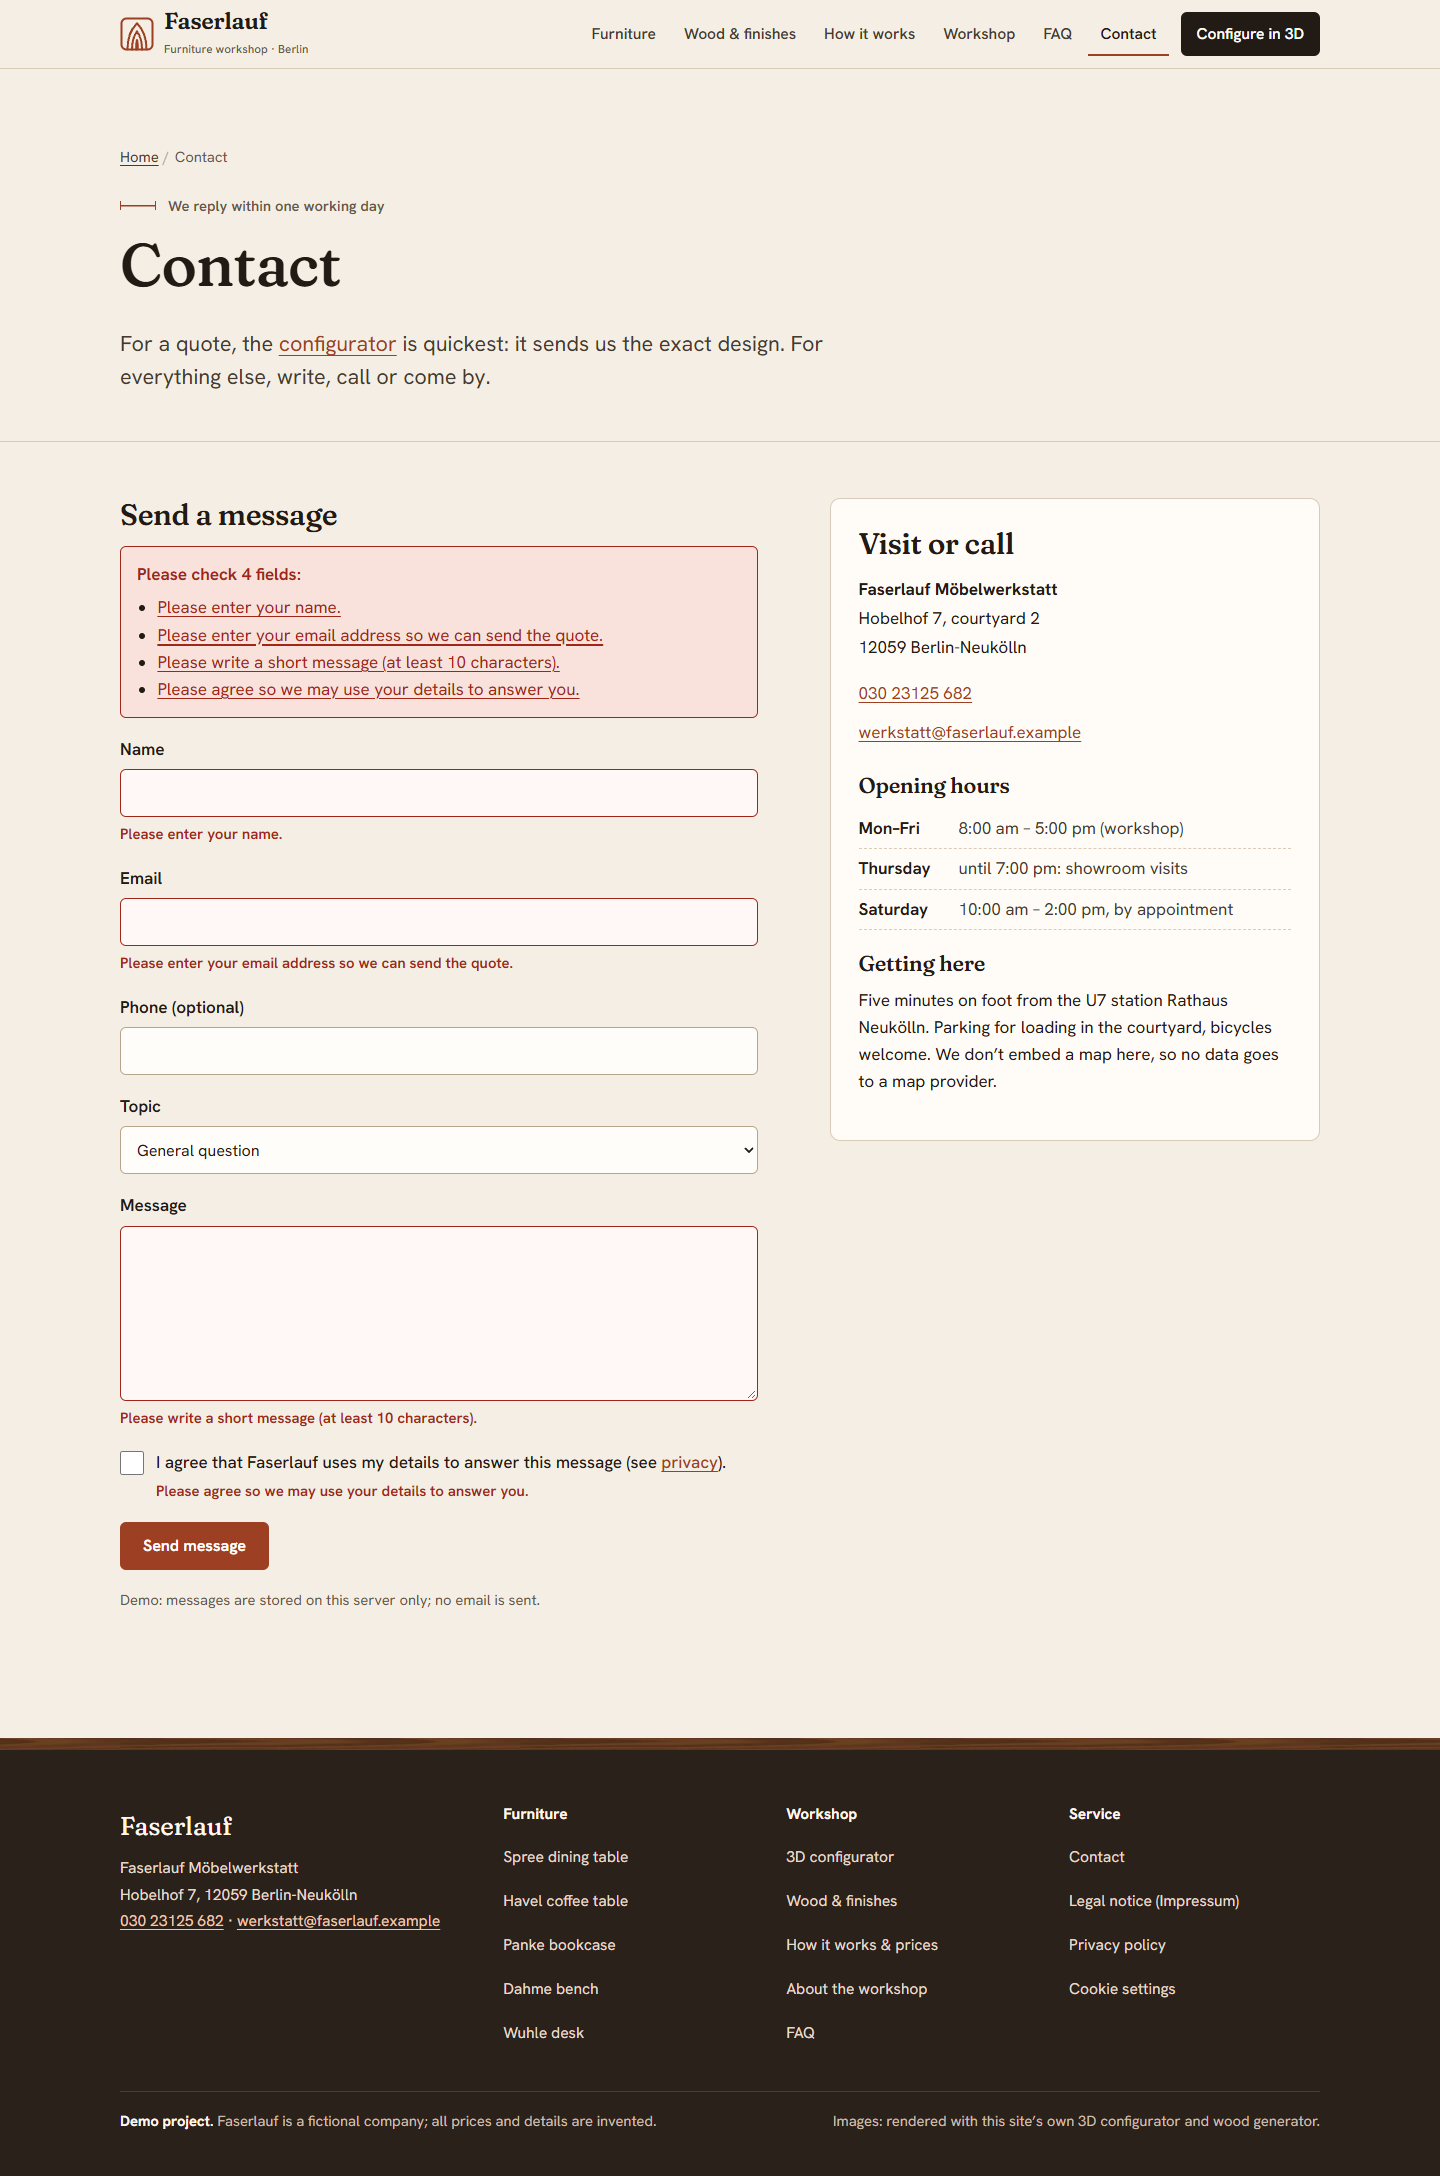 Faserlauf
Furniture workshop · Berlin
Furniture
Wood & finishes
How it works
Workshop
FAQ
Contact
Configure in 3D
Home / Contact
We reply within one working day
Contact
For a quote, the configurator is quickest: it sends us the exact design. For
everything else, write, call or come by.
Send a message
Please check 4 fields:
Please enter your name.
Please enter your email address so we can send the quote.
Please write a short message (at least 10 characters).
Please agree so we may use your details to answer you.
Name
Please enter your name.
Email
Please enter your email address so we can send the quote.
Phone (optional)
Topic
General question
Message
Please write a short message (at least 10 characters).
I agree that Faserlauf uses my details to answer this message (see privacy).
Please agree so we may use your details to answer you.
Send message
Demo: messages are stored on this server only; no email is sent.
Visit or call
Faserlauf Möbelwerkstatt
Hobelhof 7, courtyard 2
12059 Berlin-Neukölln
030 23125 682
werkstatt@faserlauf.example
Opening hours
Mon–Fri 8:00 am – 5:00 pm (workshop)
Thursday until 7:00 pm: showroom visits
Saturday 10:00 am – 2:00 pm, by appointment
Getting here
Five minutes on foot from the U7 station Rathaus
Neukölln. Parking for loading in the courtyard, bicycles
welcome. We don’t embed a map here, so no data goes
to a map provider.
Faserlauf
Faserlauf Möbelwerkstatt
Hobelhof 7, 12059 Berlin-Neukölln
030 23125 682 · werkstatt@faserlauf.example
Furniture
Spree dining table
Havel coffee table
Panke bookcase
Dahme bench
Wuhle desk
Workshop
3D configurator
Wood & finishes
How it works & prices
About the workshop
FAQ
Service
Contact
Legal notice (Impressum)
Privacy policy
Cookie settings
Demo project. Faserlauf is a fictional company; all prices and details are invented.
Images: rendered with this site’s own 3D configurator and wood generator.